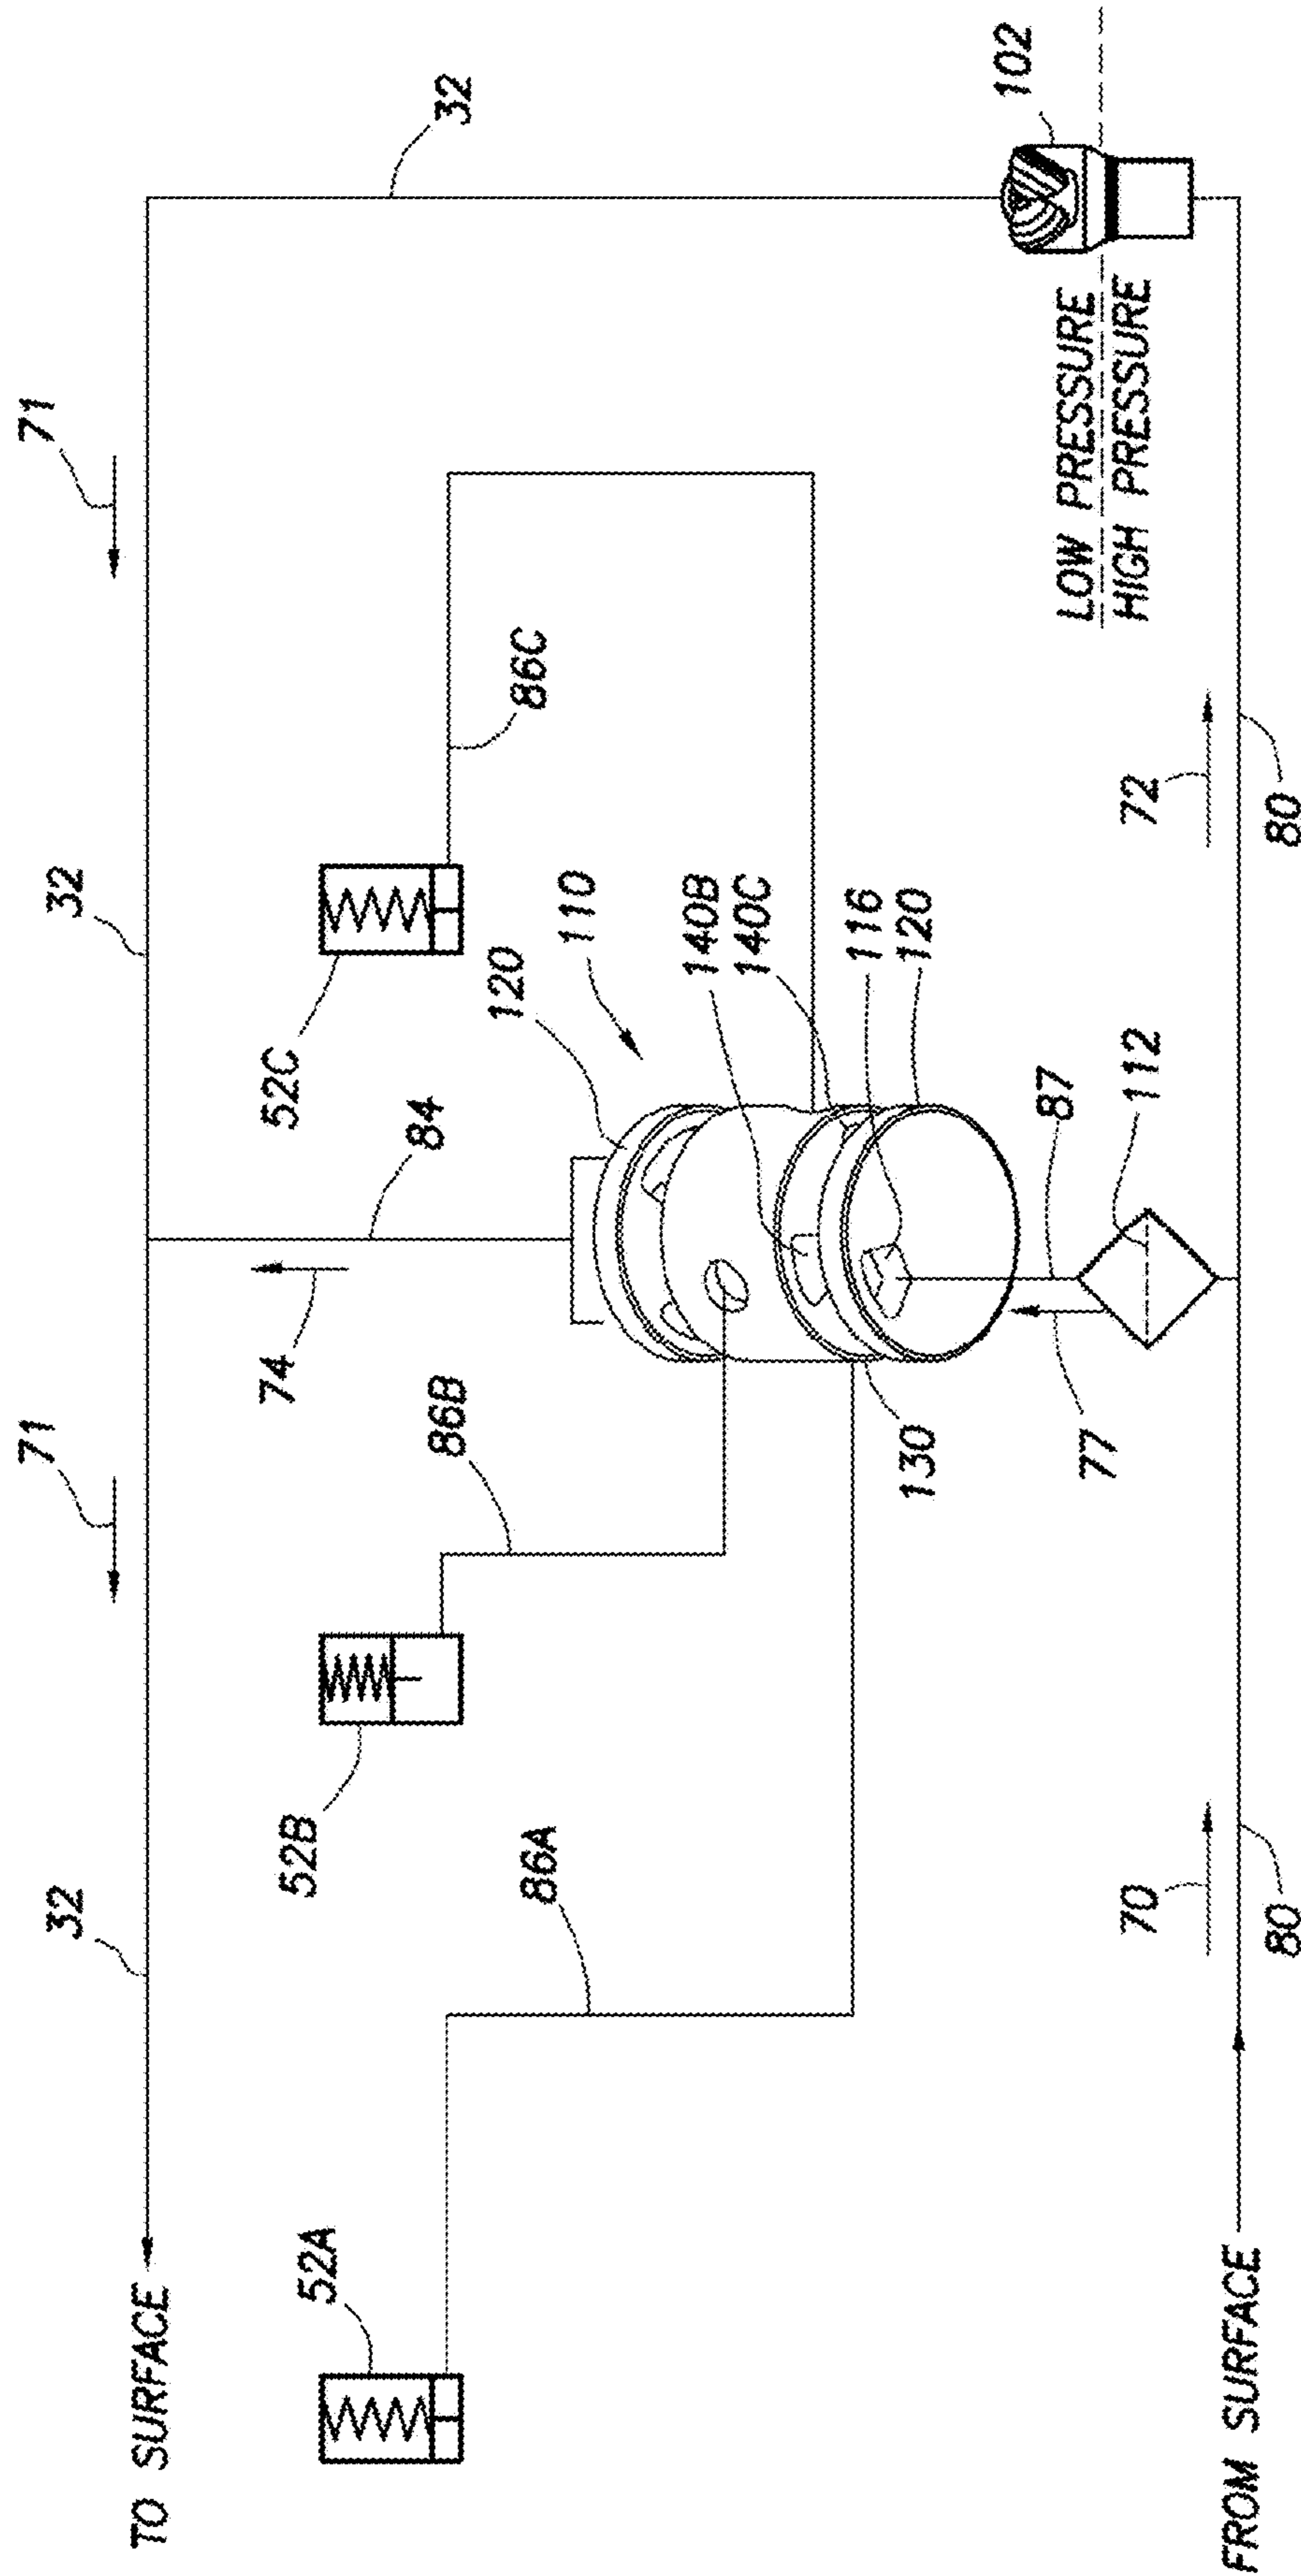 71
71
32
32
TO SURFACE
52A
52B
74
52C
86B
84
32
86A
120
110
86C
140B
140C
116
130
120
102
77
87
LOW PRESSURE
HIGH PRESSURE
70
112
72
FROM SURFACE
80
80